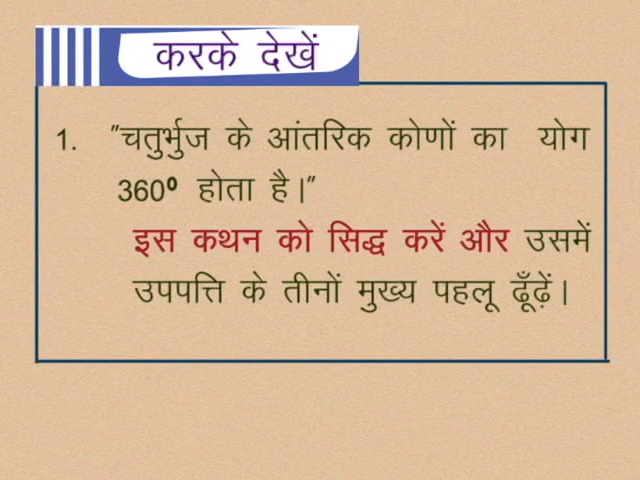 करके देखें
1. "चतुर्भुज के आंतरिक कोणों का योग
360⁰ होता है।"
इस कथन को सिद्ध करें और उसमें
उपपत्ति के तीनों मुख्य पहलू ढूँढ़ें।